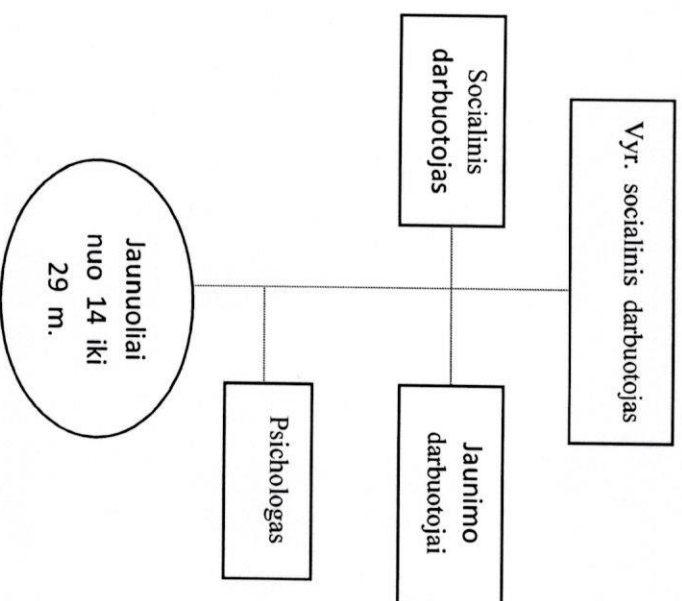 Vyr. socialinis darbuotojas
Socialinis
darbuotojas
Jaunimo
darbuotojai
Psichologas
Jaunuoliai
nuo 14 iki
29 m.